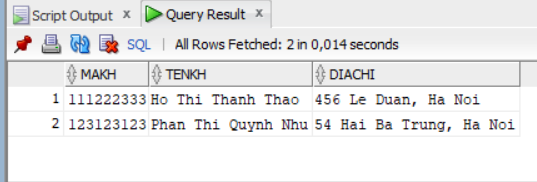 Script Output x Query Result x
SQL | All Rows Fetched: 2 in 0,014 seconds
MAKH TENKH DIACHI
1 111222333 Ho Thi Thanh Thao 456 Le Duan, Ha Noi
2 123123123 Phan Thi Quynh Nhu 54 Hai Ba Trung, Ha Noi